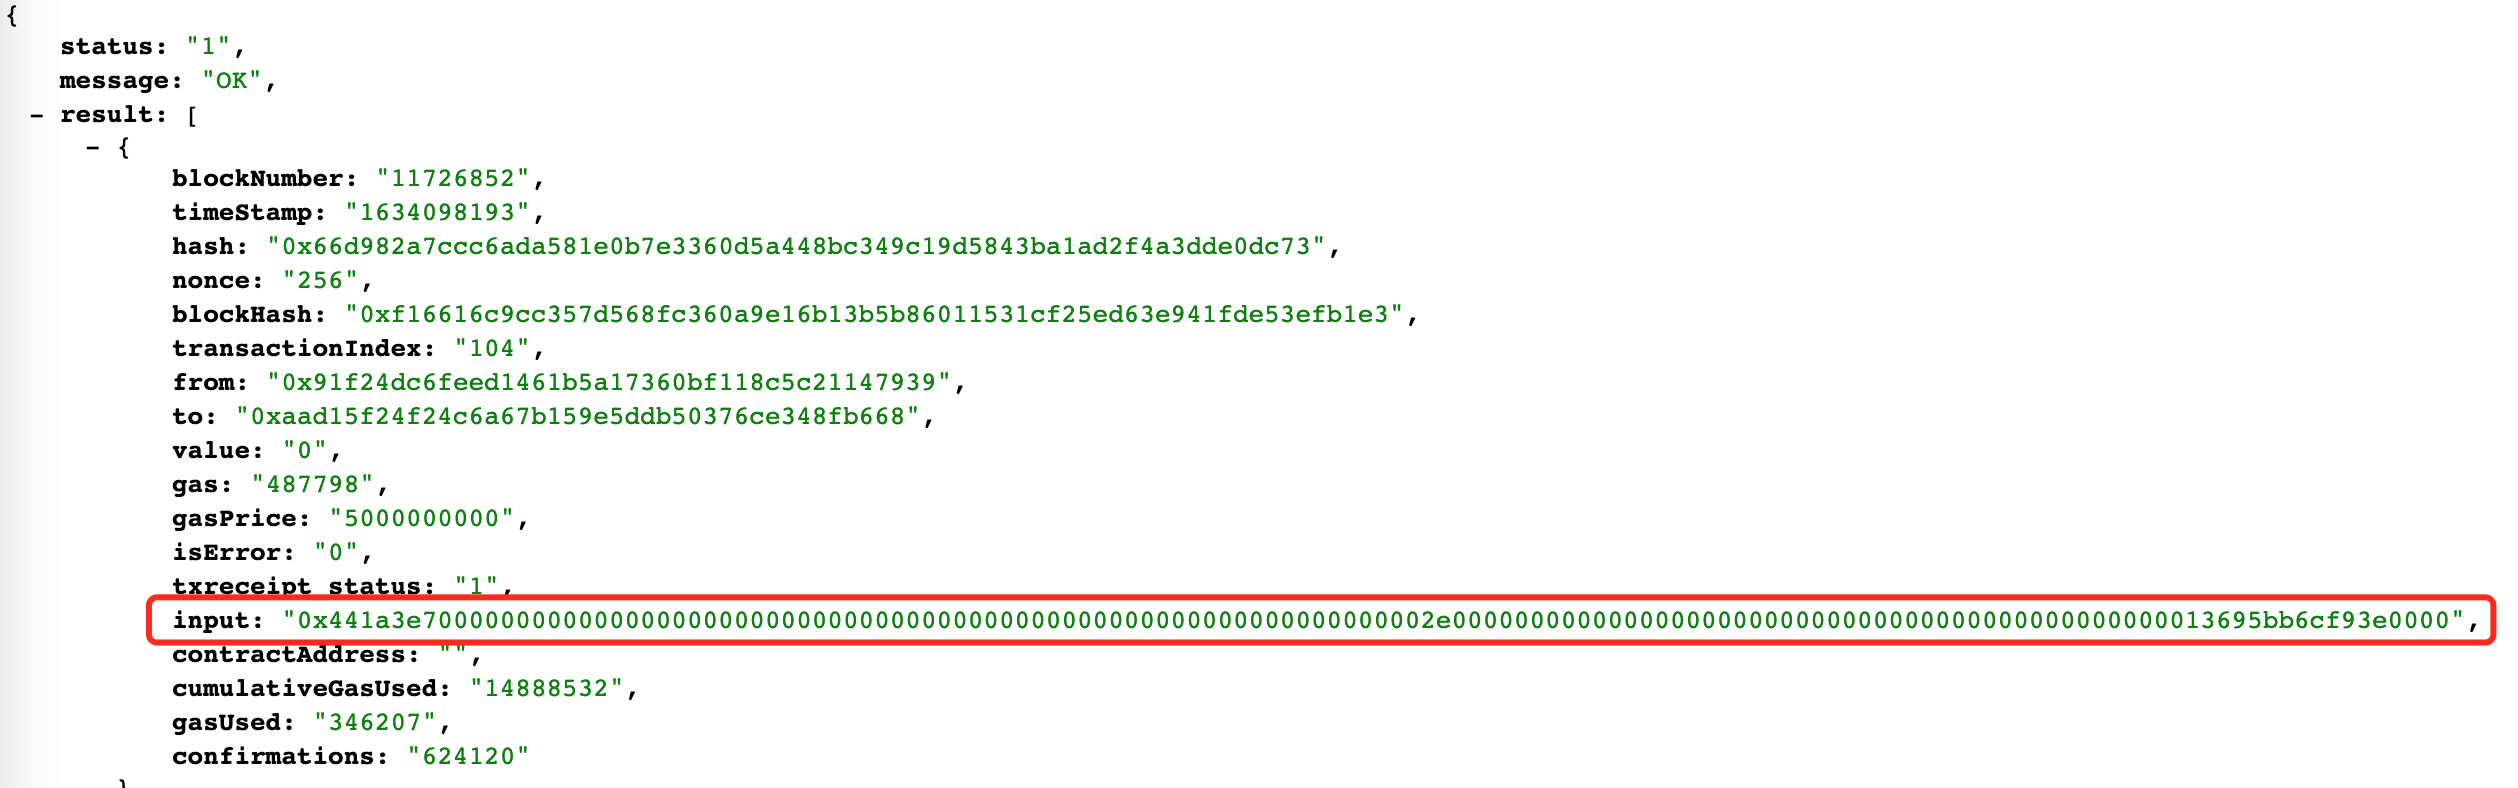 {
status: "1",
message: "OK",
- result: [
- {
blockNumber: "11726852",
timeStamp: "1634098193",
hash: "0x66d982a7ccc6ada581e0b7e3360d5a448bc349c19d5843ba1ad2f4a3dde0dc73",
nonce: "256",
blockHash: "0xf16616c9cc357d568fc360a9e16b13b5b86011531cf25ed63e941fde53efb1e3",
transactionIndex: "104",
from: "0x91f24dc6feed1461b5a17360bf118c5c21147939",
to: "0xaad15f24f24c6a67b159e5ddb50376ce348fb668",
value: "0",
gas: "487798",
gasPrice: "5000000000",
isError: "0",
txreceipt_status: "1",
input: "0x441a3e70000000000000000000000000000000000000000000000000000000000000000000002e0000000000000000000000000000000000000000000000013695bb6cf93e0000",
contractAddress: "",
cumulativeGasUsed: "14888532",
gasUsed: "346207",
confirmations: "624120"
}